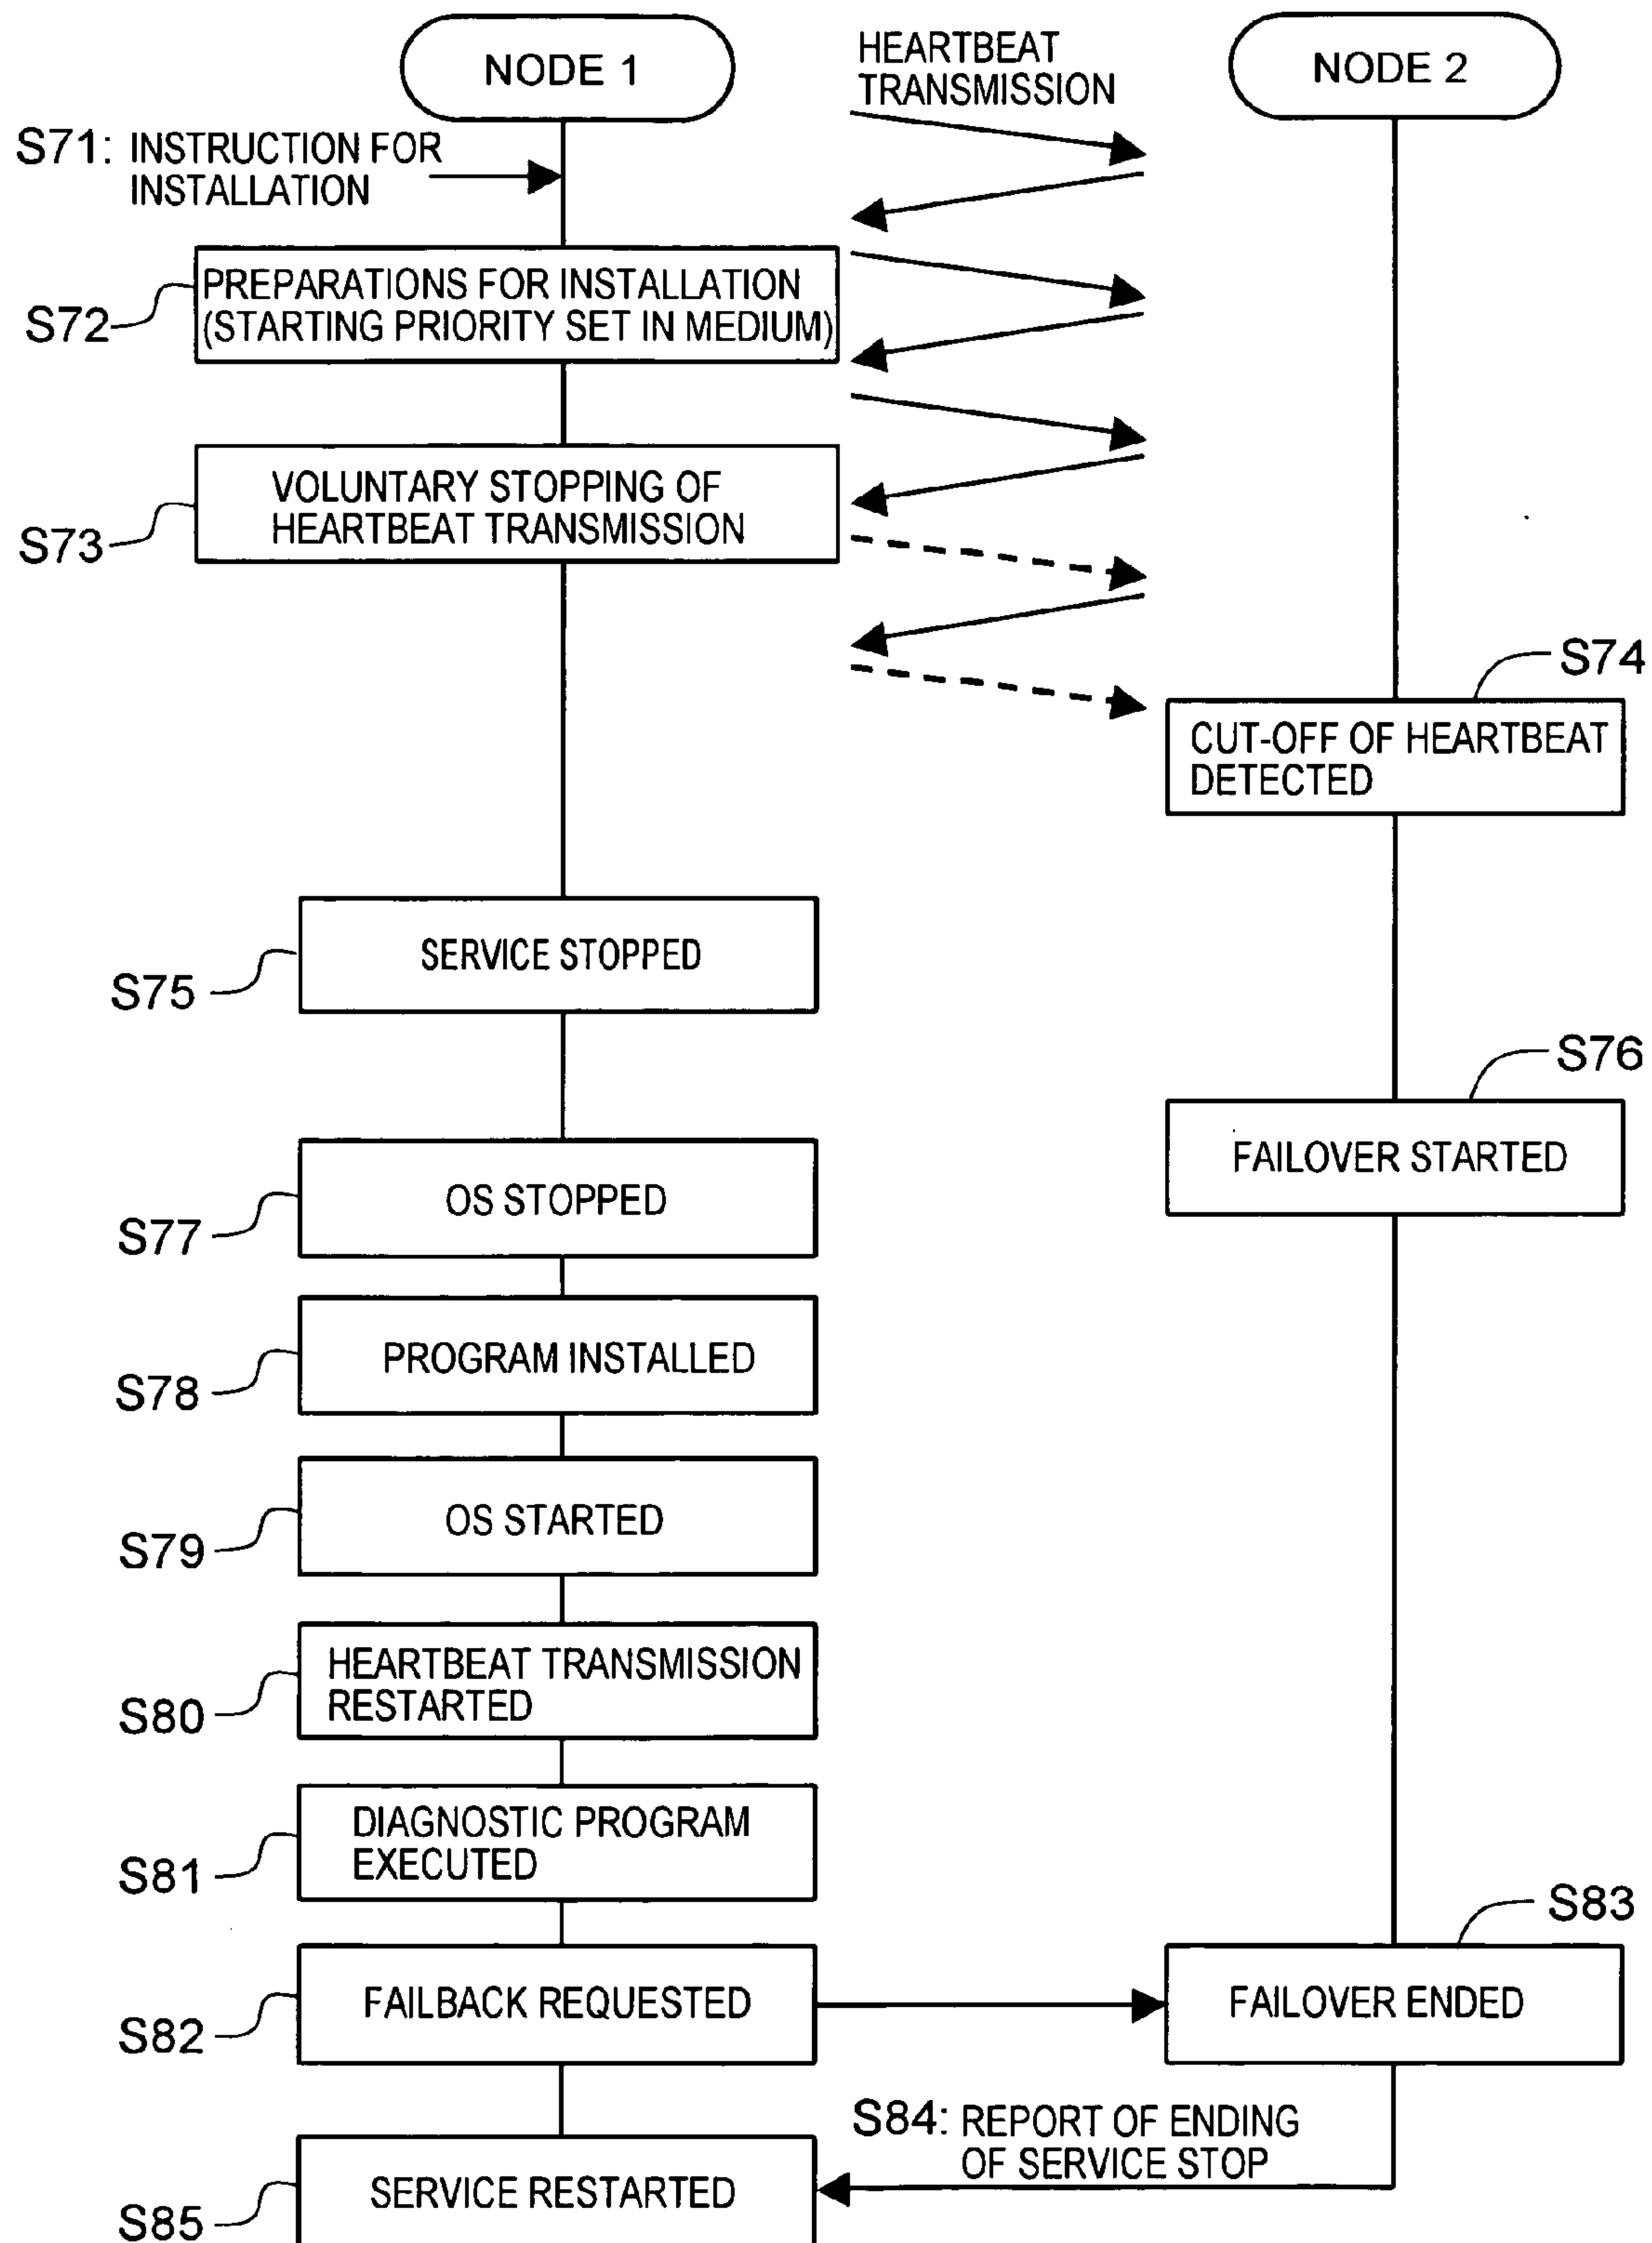 NODE 1
HEARTBEAT
TRANSMISSION
NODE 2
S71: INSTRUCTION FOR
INSTALLATION
S72
PREPARATIONS FOR INSTALLATION
(STARTING PRIORITY SET IN MEDIUM)
S73
VOLUNTARY STOPPING OF
HEARTBEAT TRANSMISSION
S74
CUT-OFF OF HEARTBEAT
DETECTED
S75
SERVICE STOPPED
S76
FAILOVER STARTED
S77
OS STOPPED
S78
PROGRAM INSTALLED
S79
OS STARTED
S80
HEARTBEAT TRANSMISSION
RESTARTED
S81
DIAGNOSTIC PROGRAM
EXECUTED
S82
FAILBACK REQUESTED
S83
FAILOVER ENDED
S84: REPORT OF ENDING
OF SERVICE STOP
S85
SERVICE RESTARTED